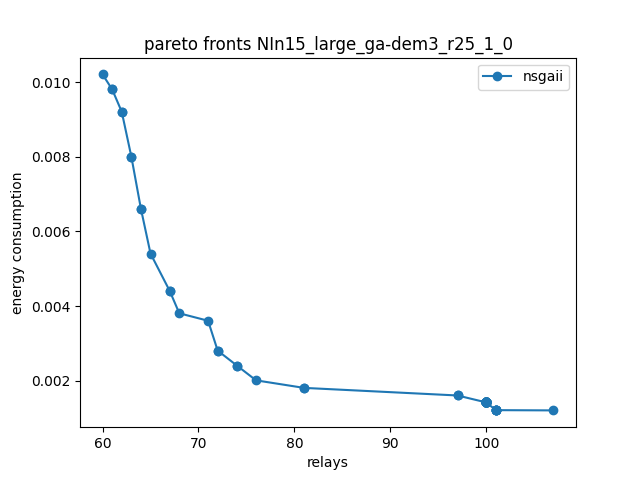 pareto fronts NIn15_large_ga-dem3_r25_1_0
nsgaii
energy consumption
0.010
0.008
0.006
0.004
0.002
60 70 80 90 100
relays